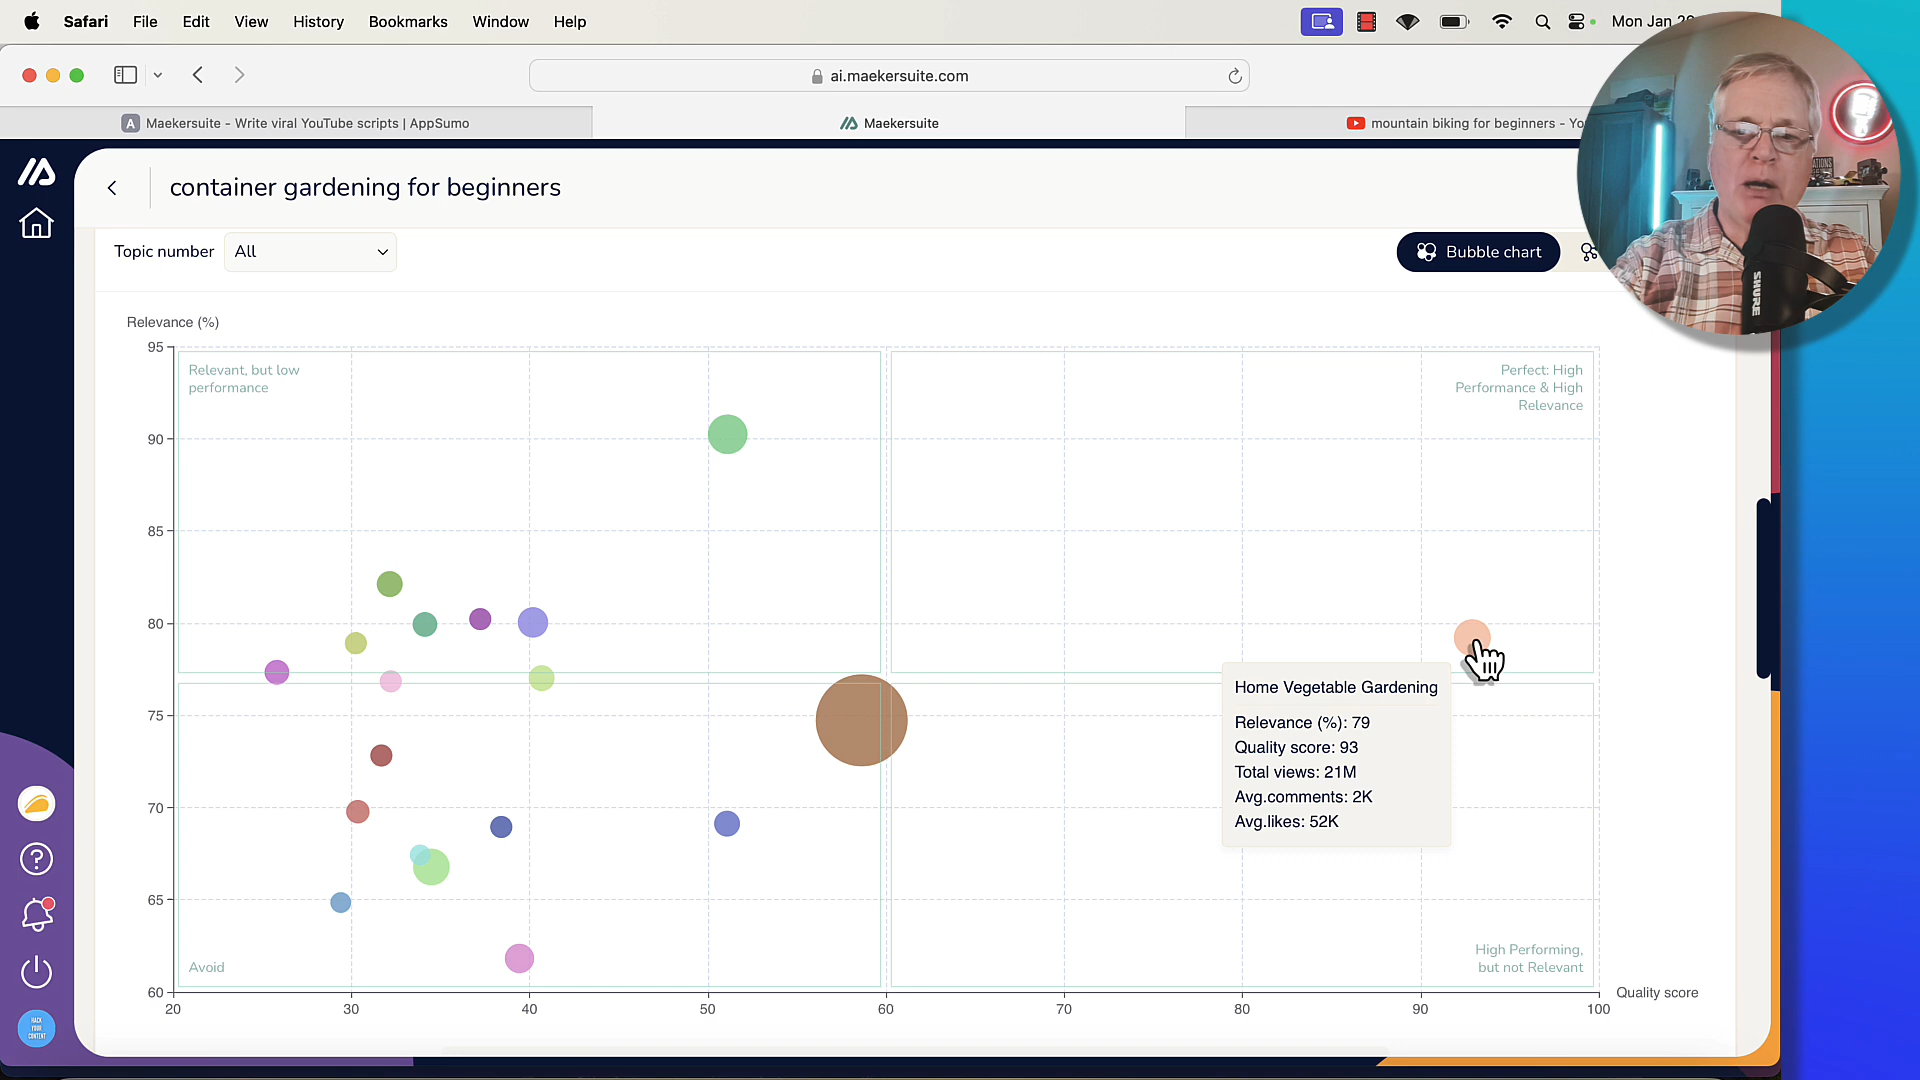 Safari File Edit View History Bookmarks Window Help
Mon Jan
ai.maekersuite.com
A Maekersuite - Write viral YouTube scripts | AppSumo
Maekersuite
mountain biking for beginners - Yo
container gardening for beginners
Topic number All
Bubble chart
Relevance (%)
95
90
85
80
75
70
65
60
Relevant, but low
performance
Perfect: High
Performance & High
Relevance
Home Vegetable Gardening
Relevance (%): 79
Quality score: 93
Total views: 21M
Avg.comments: 2K
Avg.likes: 52K
Avoid
High Performing,
but not Relevant
20 30 40 50 60 70 80 90 100
Quality score
HACK
YOUR
CONTENT
SHURE